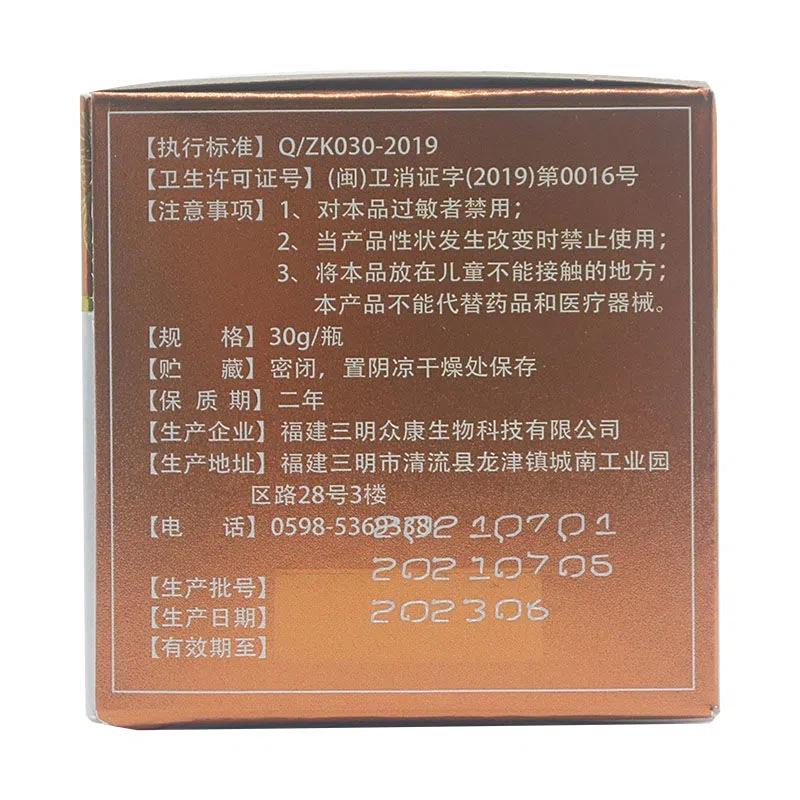 【执行标准】Q/ZK030-2019
【卫生许可证号】(闽)卫消证字(2019)第0016号
【注意事项】1、对本品过敏者禁用；
2、当产品性状发生改变时禁止使用；
3、将本品放在儿童不能接触的地方；
本产品不能代替药品和医疗器械。
【规 格】30g/瓶
【贮 藏】密闭，置阴凉干燥处保存
【保 质 期】二年
【生产企业】福建三明众康生物科技有限公司
【生产地址】福建三明市清流县龙津镇城南工业园
区路28号3楼
【电 话】0598-5369338
20210701
20210705
【生产批号】
202306
【生产日期】
【有效期至】